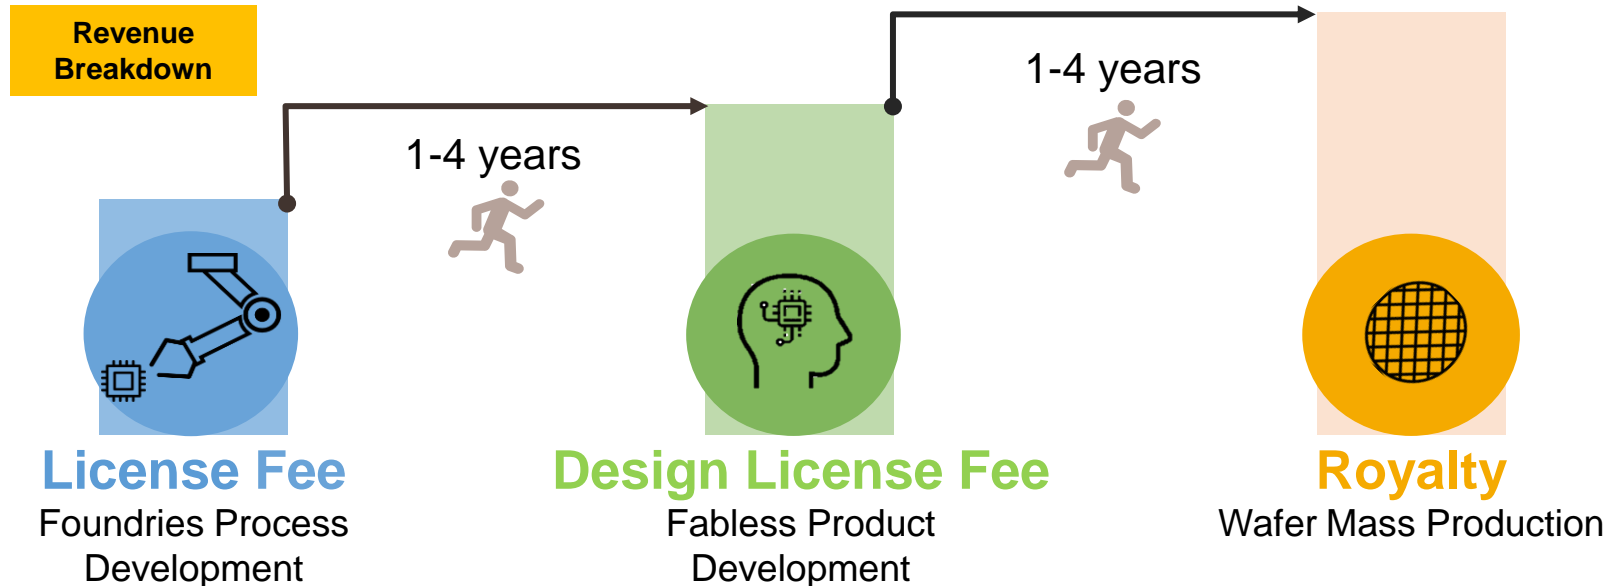 Revenue
Breakdown
1-4 years
1-4 years
License Fee
Foundries Process
Development
Design License Fee
Fabless Product
Development
Royalty
Wafer Mass Production